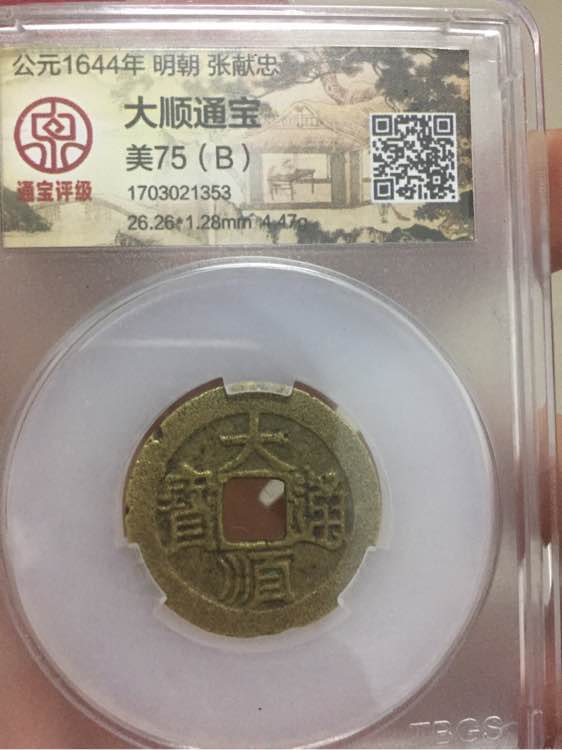 公元1644年 明朝 张献忠
大顺通宝
美75（B）
通宝评级
1703021353
26.26*1.28mm 4.47g
大
寶 通
順
TBGS